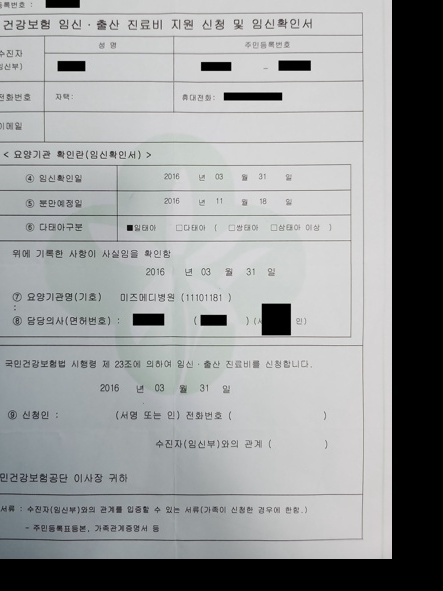 등록번호 :
건강보험 임신 · 출산 진료비 지원 신청 및 임신확인서
수진자 성 명 주민등록번호
임신부) –
전화번호 자택: 휴대전화:
이메일
< 요양기관 확인란(임신확인서) >
④ 임신확인일 2016 년 03 월 31 일
⑤ 분만예정일 2016 년 11 월 18 일
⑥ 다태아구분 ■일태아 □다태아 ( □쌍태아 □삼태아 이상 )
위에 기록한 사항이 사실임을 확인함
2016 년 03 월 31 일
⑦ 요양기관명(기호) 미즈메디병원 (11101181 )
:
⑧ 담당의사(면허번호) : ( ) (서 인)
국민건강보험법 시행령 제 23조에 의하여 임신 · 출산 진료비를 신청합니다.
2016 년 03 월 31 일
⑨ 신청인 : (서명 또는 인) 전화번호 ( )
수진자(임신부)와의 관계 ( )
민건강보험공단 이사장 귀하
서류 : 수진자(임신부)와의 관계를 입증할 수 있는 서류(가족이 신청한 경우에 한함.)
- 주민등록표등본, 가족관계증명서 등